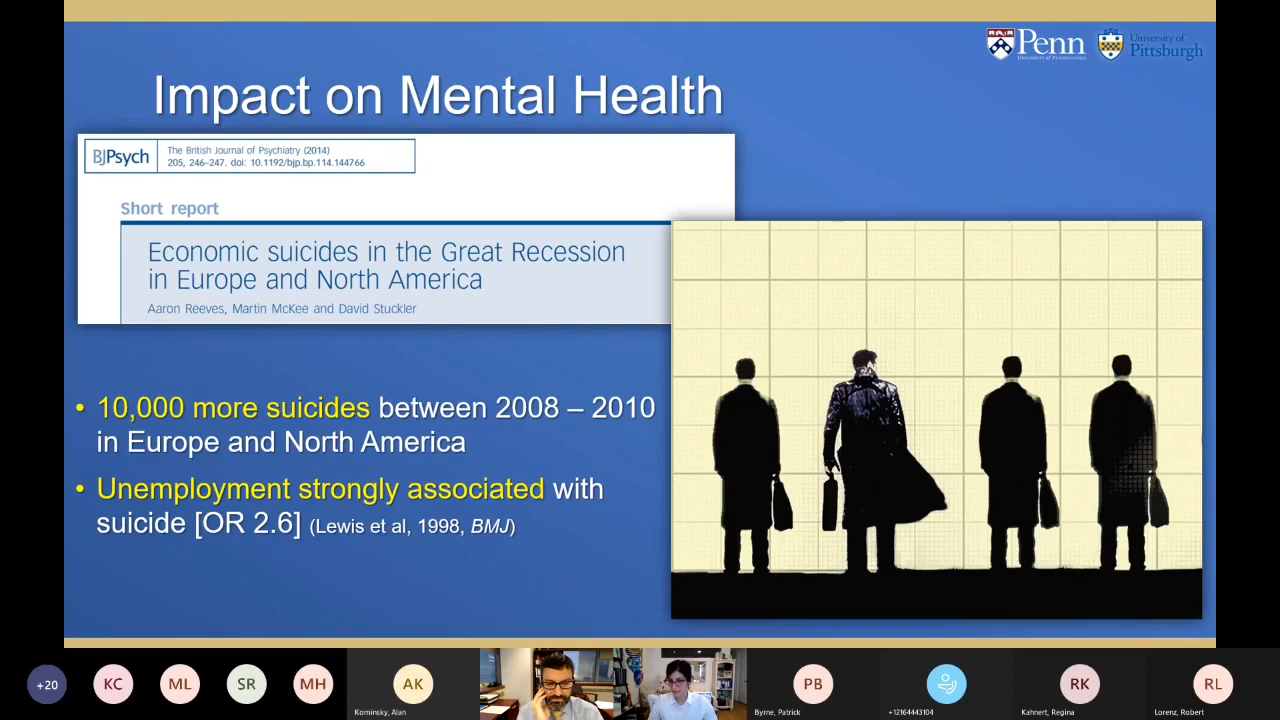 Penn
UNIVERSITY of PENNSYLVANIA
University of
Pittsburgh
Impact on Mental Health
BJPsych
The British Journal of Psychiatry (2014)
205, 246–247. doi: 10.1192/bjp.bp.114.144766
Short report
Economic suicides in the Great Recession
in Europe and North America
Aaron Reeves, Martin McKee and David Stuckler
• 10,000 more suicides between 2008 – 2010
in Europe and North America
• Unemployment strongly associated with
suicide [OR 2.6] (Lewis et al, 1998, BMJ)
+20
KC
ML
SR
MH
AK
Kominsky, Alan
PB
Byrne, Patrick
+12164443104
RK
Kahnert, Regina
RL
Lorenz, Robert